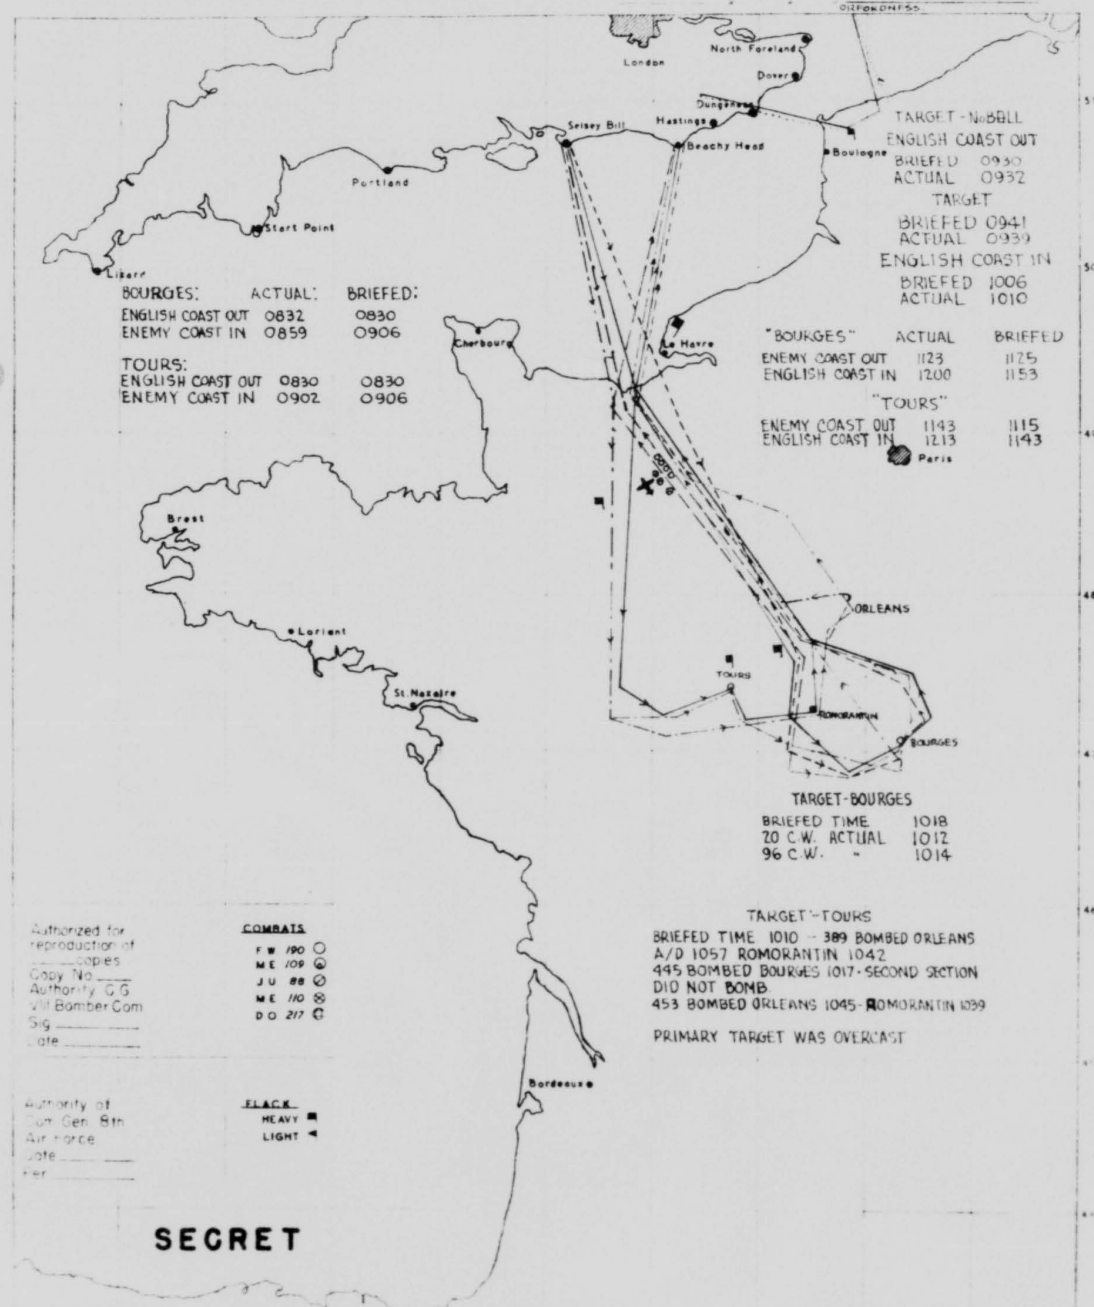 ORFORDNESS
London
North Foreland
Dover
Dungeness
Hastings
Selsey Bill
Beachy Head
Boulogne
Portland
Start Point
Lizard
TARGET - NoBALL
ENGLISH COAST OUT
BRIEFED 0930
ACTUAL 0932
TARGET
BRIEFED 0941
ACTUAL 0939
ENGLISH COAST IN
BRIEFED 1006
ACTUAL 1010
BOURGES: ACTUAL: BRIEFED:
ENGLISH COAST OUT 0832 0830
ENEMY COAST IN 0859 0906
TOURS:
ENGLISH COAST OUT 0830 0830
ENEMY COAST IN 0902 0906
Cherbourg
Le Havre
"BOURGES" ACTUAL BRIEFED
ENEMY COAST OUT 1123 1125
ENGLISH COAST IN 1200 1153
"TOURS"
ENEMY COAST OUT 1143 1115
ENGLISH COAST IN 1213 1143
Paris
Brest
Lorient
St. Nazaire
ORLEANS
TOURS
ROMORANTIN
BOURGES
TARGET-BOURGES
BRIEFED TIME 1018
20 C.W. ACTUAL 1012
96 C.W. " 1014
TARGET-TOURS
BRIEFED TIME 1010 - 389 BOMBED ORLEANS
A/D 1057 ROMORANTIN 1042
445 BOMBED BOURGES 1017-SECOND SECTION
DID NOT BOMB.
453 BOMBED ORLEANS 1045-ROMORANTIN 1039
PRIMARY TARGET WAS OVERCAST
Authorized for
reproduction of
copies
Copy No
Authority C G
VIII Bomber Com
Sig
Date
COMBATS
F W 190
M E 109
J U 88
M E 110
D O 217
Bordeaux
Authority of
Com Gen 8th
Air Force
Date
Per
FLACK
HEAVY
LIGHT
SECRET